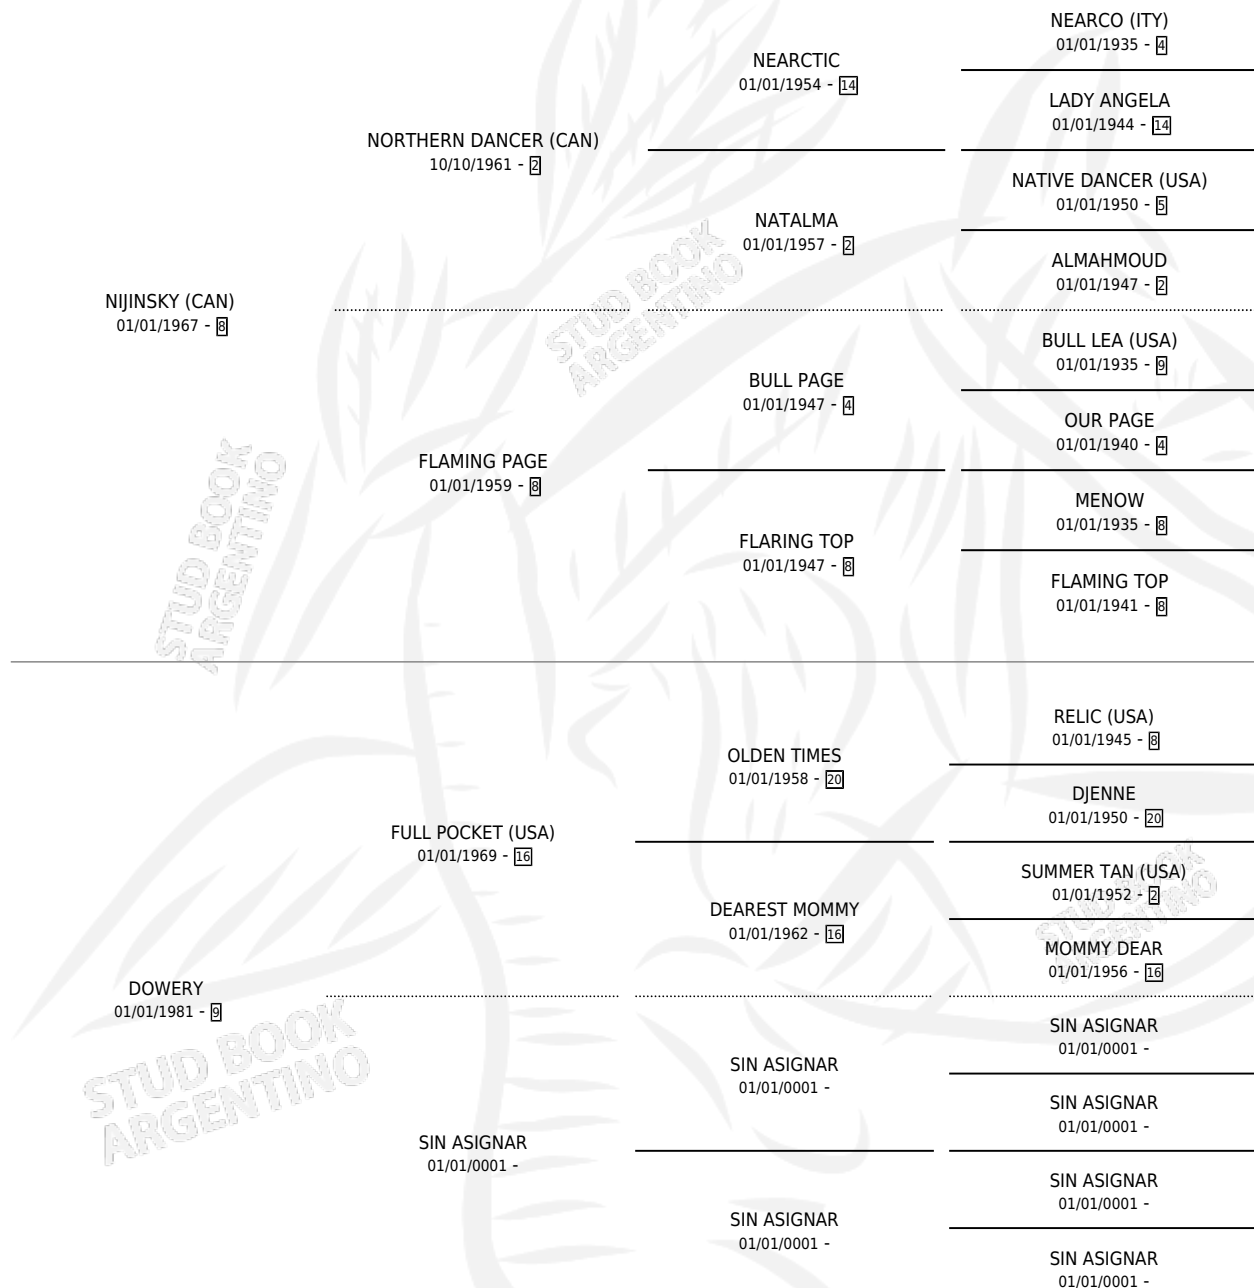 NEARCO (ITY)
01/01/1935 - 4
NEARCTIC
01/01/1954 - 14
LADY ANGELA
01/01/1944 - 14
NORTHERN DANCER (CAN)
10/10/1961 - 2
NATIVE DANCER (USA)
01/01/1950 - 5
NATALMA
01/01/1957 - 2
ALMAHMOUD
01/01/1947 - 2
NIJINSKY (CAN)
01/01/1967 - 8
BULL LEA (USA)
01/01/1935 - 9
BULL PAGE
01/01/1947 - 4
OUR PAGE
01/01/1940 - 4
FLAMING PAGE
01/01/1959 - 8
MENOW
01/01/1935 - 8
FLARING TOP
01/01/1947 - 8
FLAMING TOP
01/01/1941 - 8
RELIC (USA)
01/01/1945 - 8
OLDEN TIMES
01/01/1958 - 20
DJENNE
01/01/1950 - 20
FULL POCKET (USA)
01/01/1969 - 16
SUMMER TAN (USA)
01/01/1952 - 2
DEAREST MOMMY
01/01/1962 - 16
MOMMY DEAR
01/01/1956 - 16
DOWERY
01/01/1981 - 9
SIN ASIGNAR
01/01/0001 -
SIN ASIGNAR
01/01/0001 -
SIN ASIGNAR
01/01/0001 -
SIN ASIGNAR
01/01/0001 -
SIN ASIGNAR
01/01/0001 -
SIN ASIGNAR
01/01/0001 -
SIN ASIGNAR
01/01/0001 -
STUD BOOK
ARGENTINO
STUD BOOK
ARGENTINO
STUD BOOK
ARGENTINO
STUD BOOK
ARGENTINO